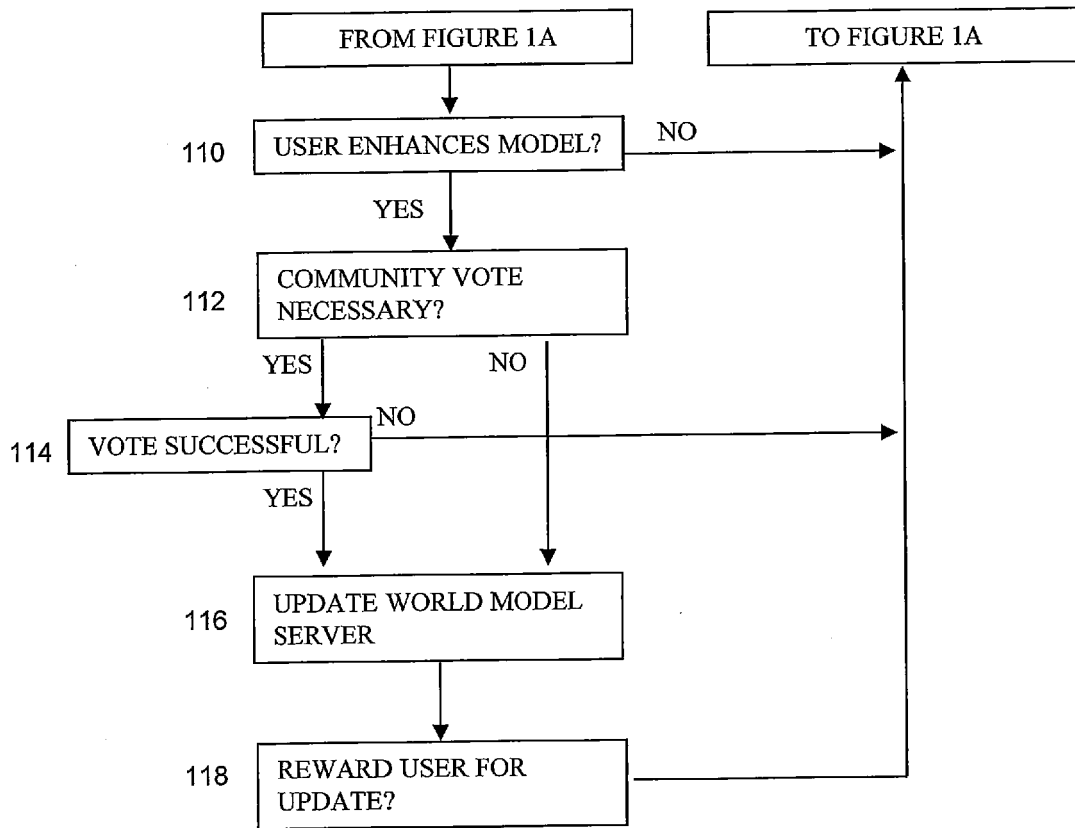 FROM FIGURE 1A
TO FIGURE 1A
110
USER ENHANCES MODEL?
NO
YES
112
COMMUNITY VOTE
NECESSARY?
YES
NO
114
VOTE SUCCESSFUL?
NO
YES
116
UPDATE WORLD MODEL
SERVER
118
REWARD USER FOR
UPDATE?